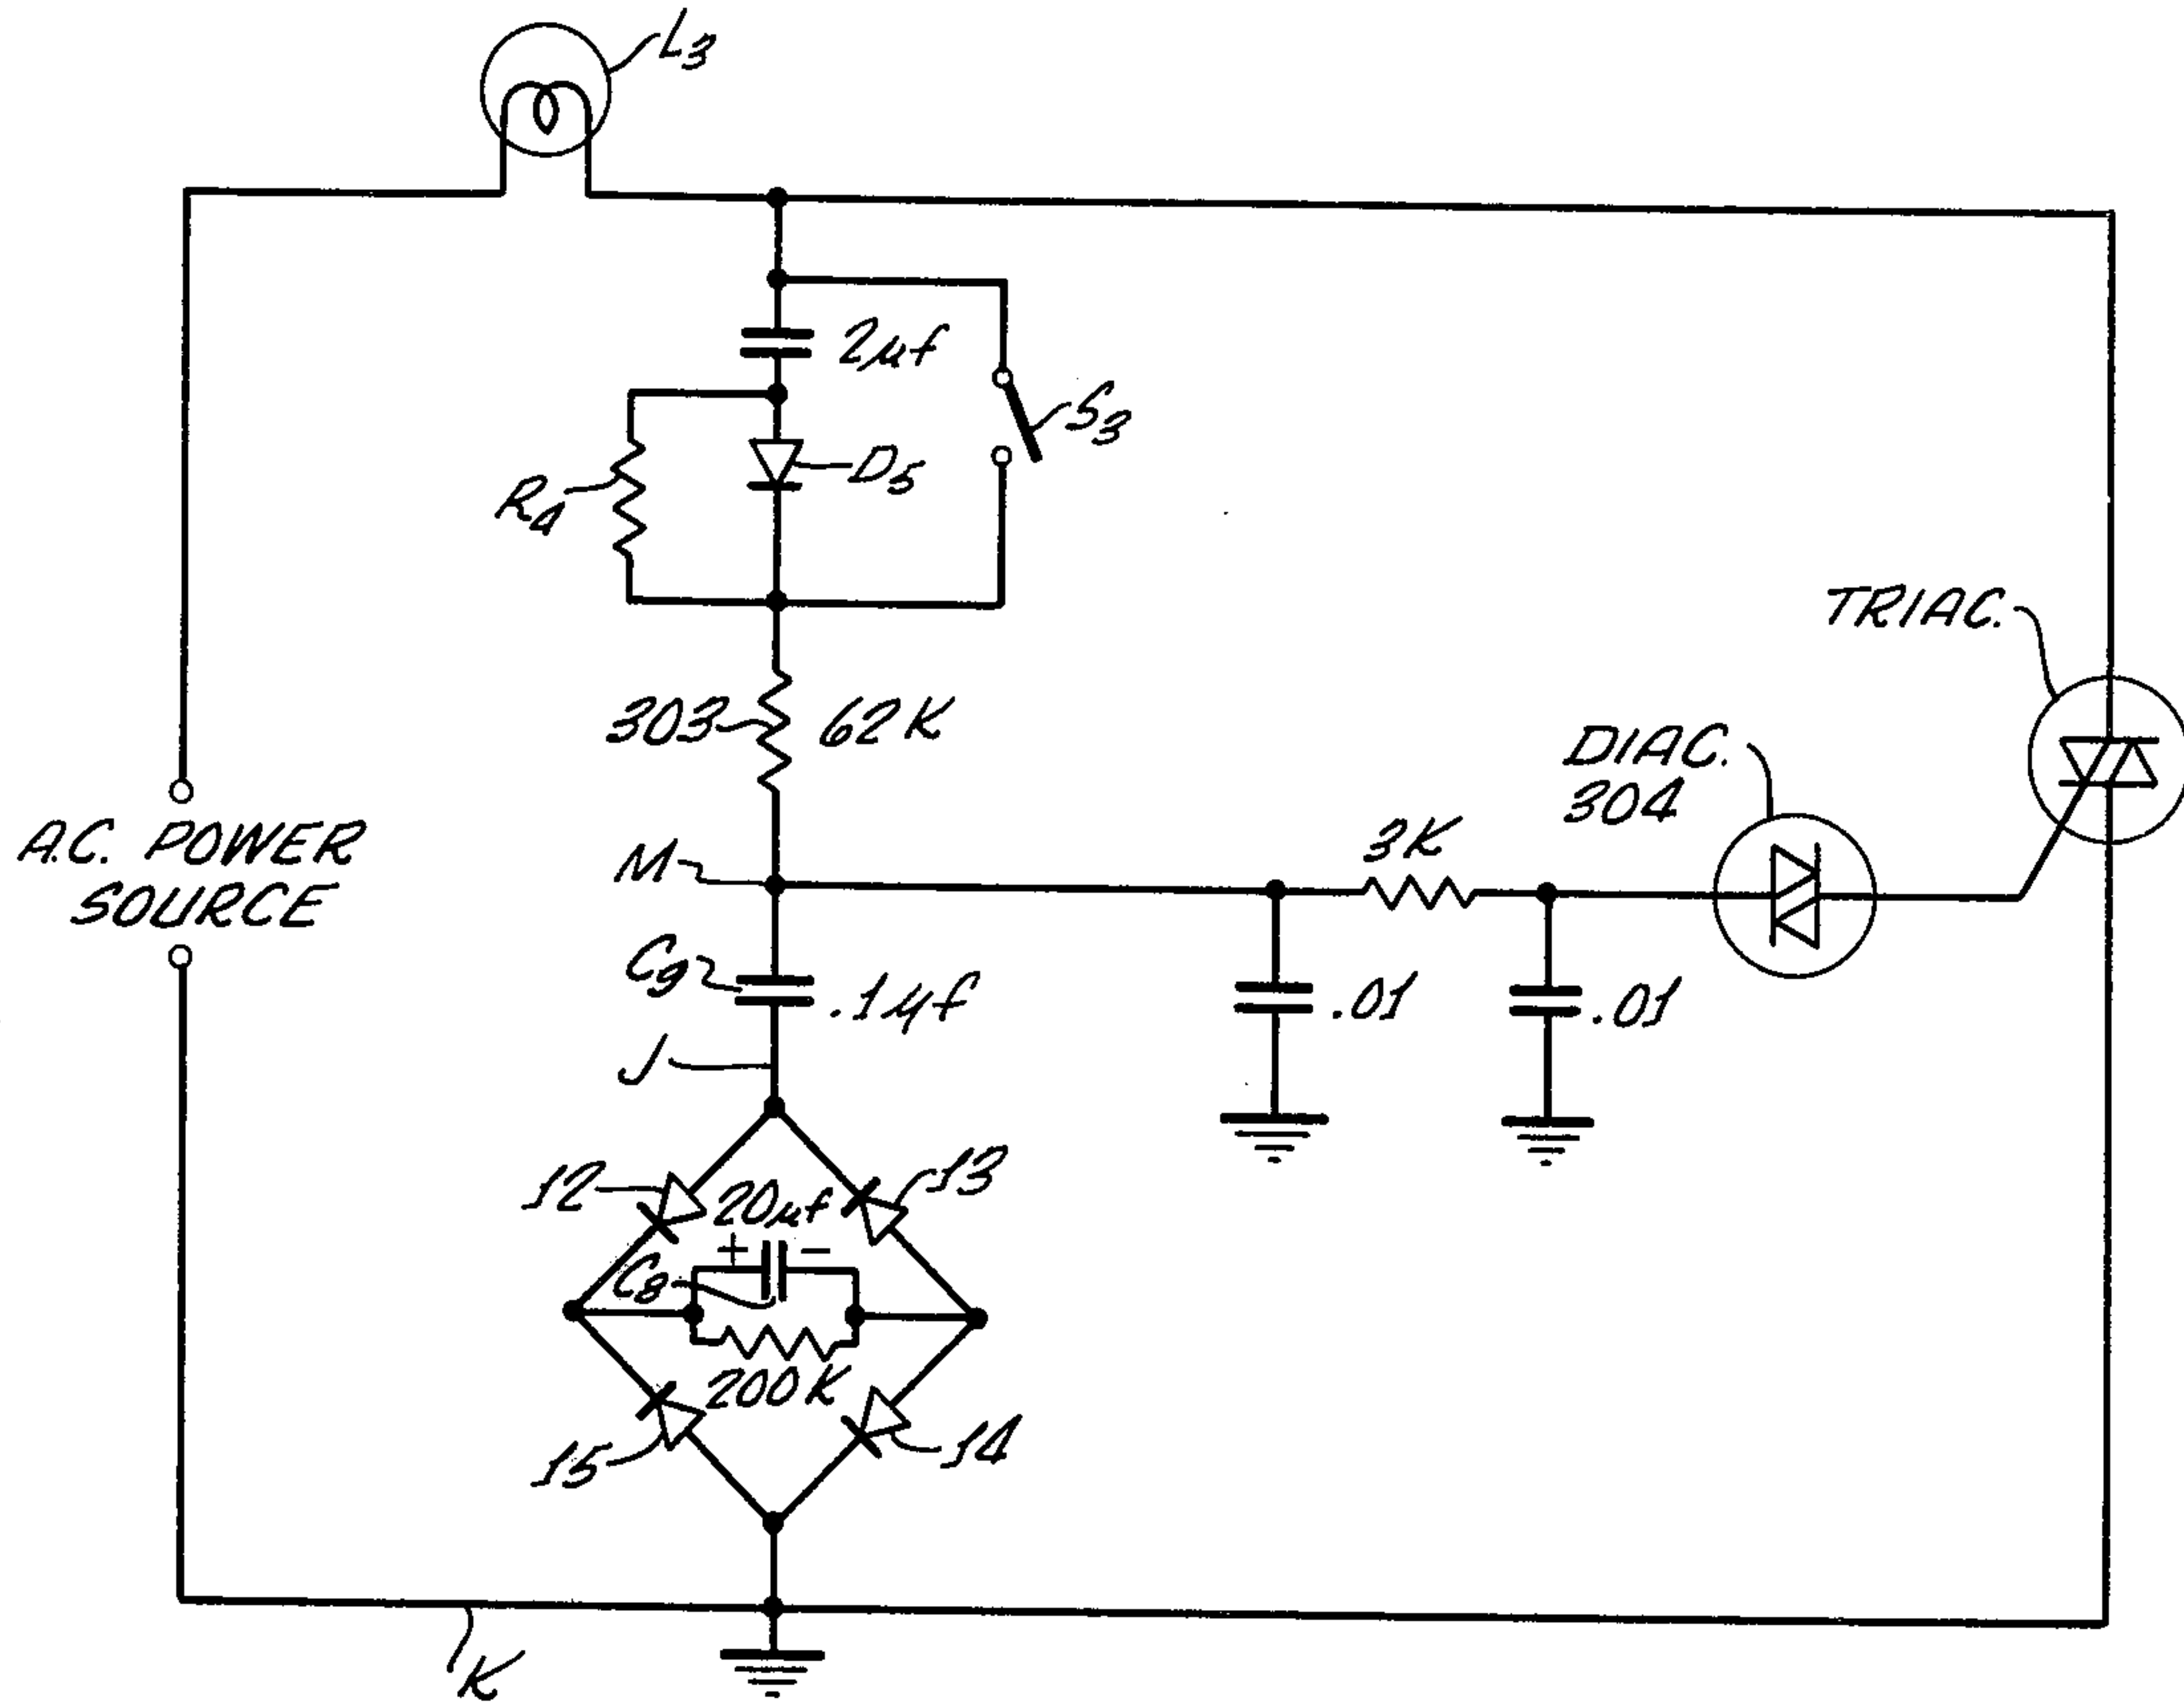 L3
2µf
S3
D5
R4
TRIAC.
303
62K
DIAC.
304
A.C. POWER
SOURCE
M
3K
C9
.1µf
.01
.01
J
12
13
20µf
+
−
C8
200K
15
14
K